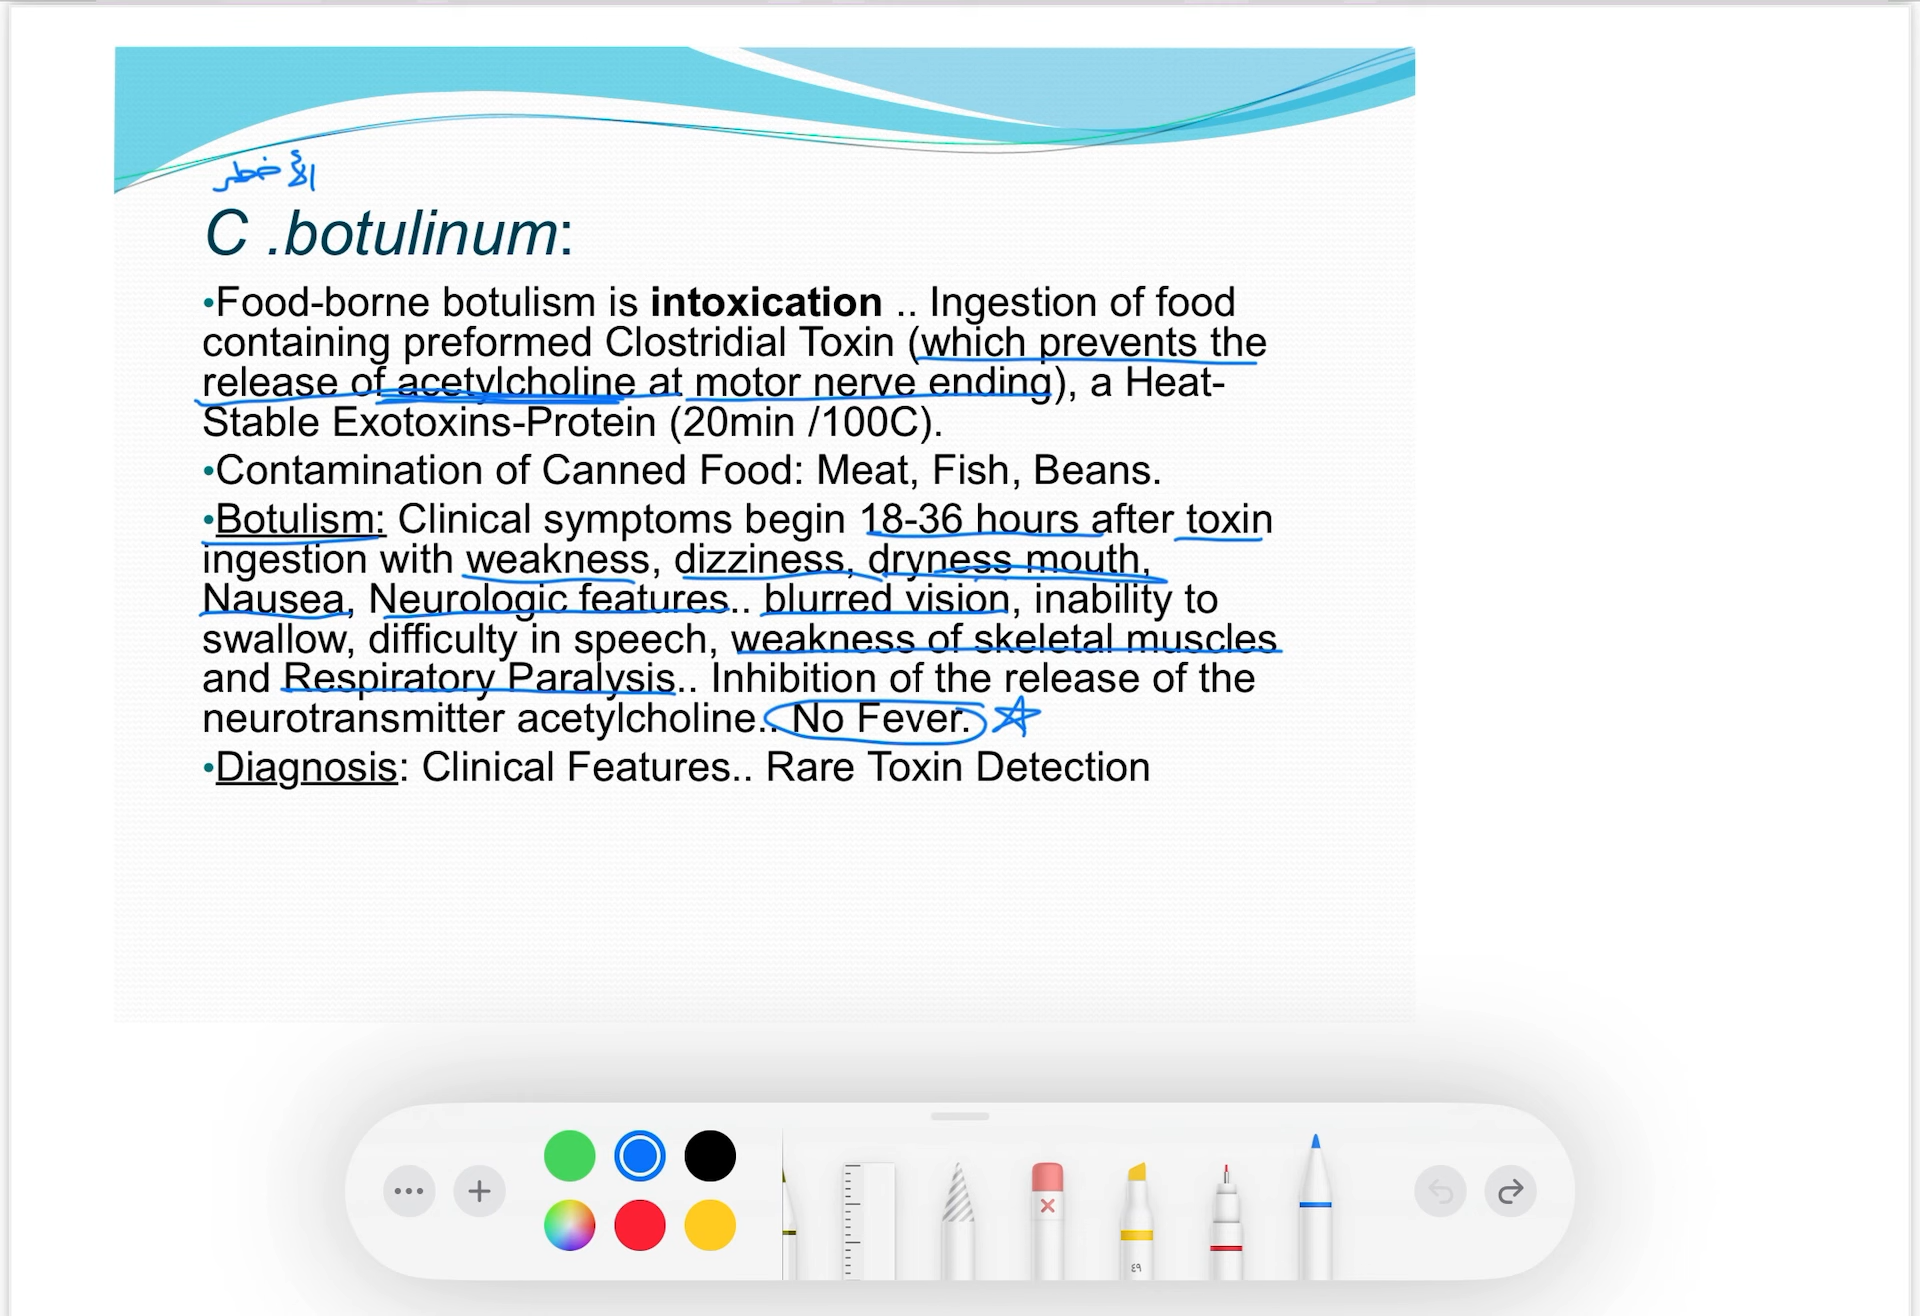 الأخطر
C .botulinum:
•Food-borne botulism is intoxication .. Ingestion of food
containing preformed Clostridial Toxin (which prevents the
release of acetylcholine at motor nerve ending), a Heat-
Stable Exotoxins-Protein (20min /100C).
•Contamination of Canned Food: Meat, Fish, Beans.
•Botulism: Clinical symptoms begin 18-36 hours after toxin
ingestion with weakness, dizziness, dryness mouth,
Nausea, Neurologic features.. blurred vision, inability to
swallow, difficulty in speech, weakness of skeletal muscles
and Respiratory Paralysis.. Inhibition of the release of the
neurotransmitter acetylcholine.. No Fever.
•Diagnosis: Clinical Features.. Rare Toxin Detection
٤٩